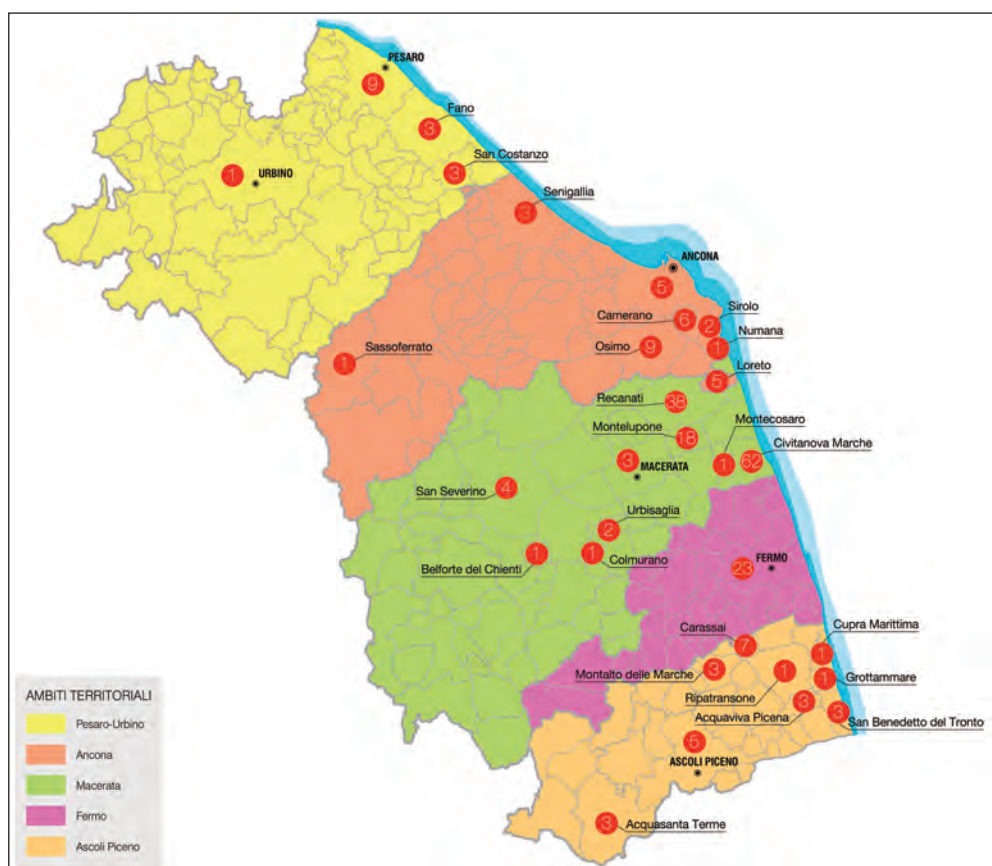 PESARO
9
Fano
3
San Costanzo
3
1
URBINO
Senigallia
3
ANCONA
5
Camerano
6
Sirolo
2
Osimo
9
Numana
1
Sassoferrato
1
Loreto
5
Recanati
38
Montelupone
18
Montecosaro
1
Civitanova Marche
62
3
MACERATA
San Severino
4
Urbisaglia
2
Belforte del Chienti
1
1
Colmurano
23
FERMO
Carassai
7
Cupra Marittima
1
Montalto delle Marche
3
Ripatransone
1
Grottammare
1
Acquaviva Picena
3
San Benedetto del Tronto
3
5
ASCOLI PICENO
3
Acquasanta Terme
AMBITI TERRITORIALI
Pesaro-Urbino
Ancona
Macerata
Fermo
Ascoli Piceno